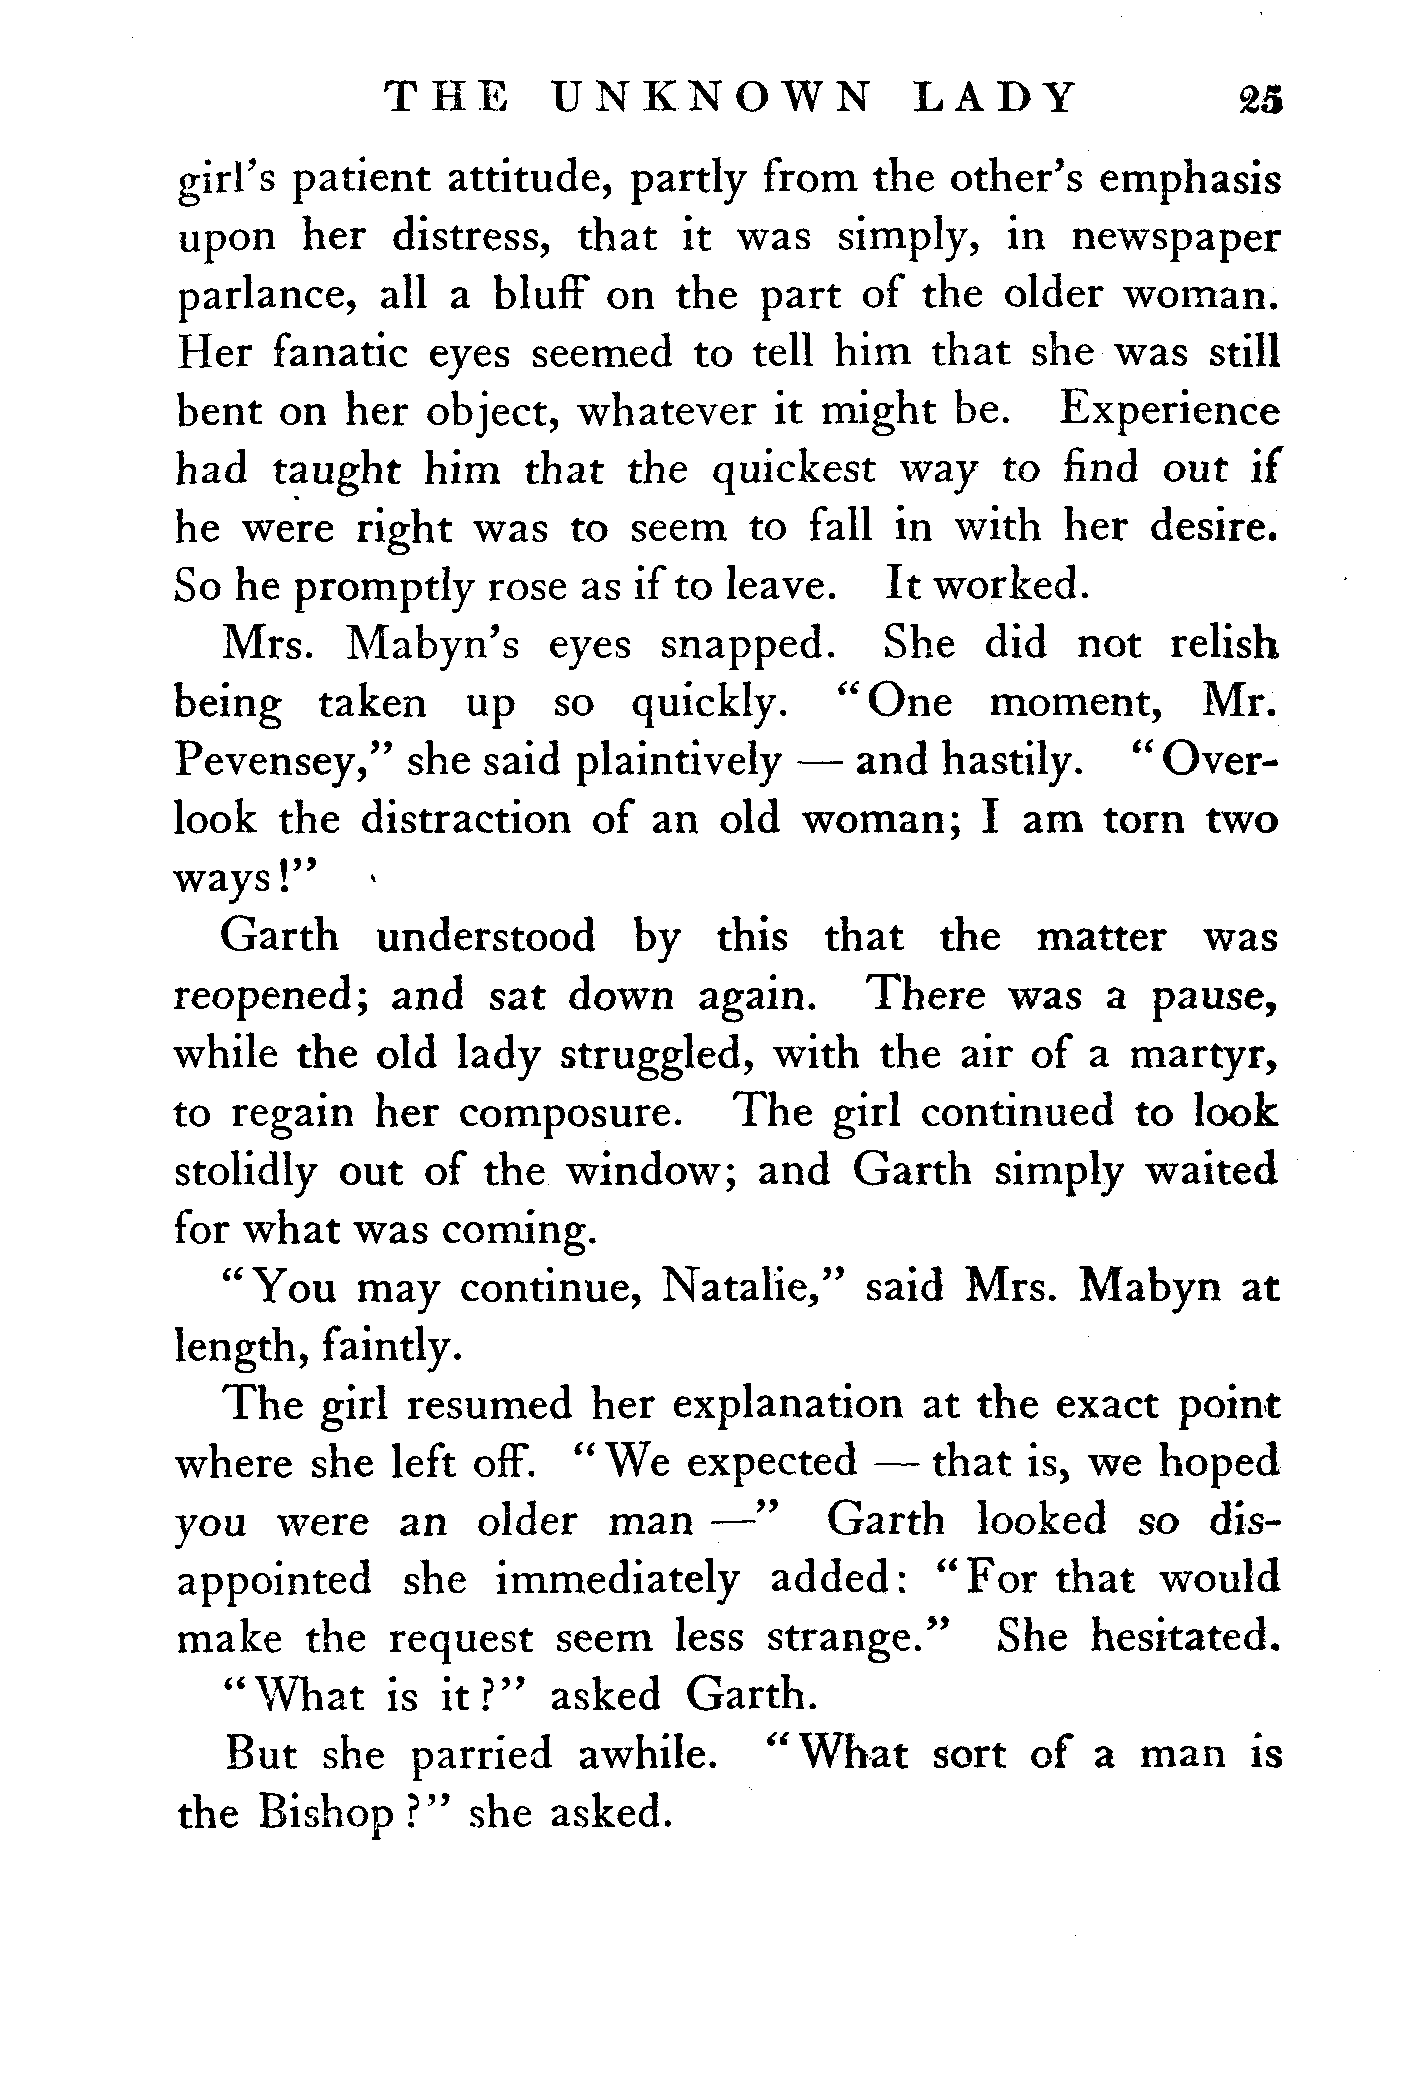 THE UNKNOWN LADY 25
girl's patient attitude, partly from the other's emphasis
upon her distress, that it was simply, in newspaper
parlance, all a bluff on the part of the older woman.
Her fanatic eyes seemed to tell him that she was still
bent on her object, whatever it might be. Experience
had taught him that the quickest way to find out if
he were right was to seem to fall in with her desire.
So he promptly rose as if to leave. It worked.
Mrs. Mabyn's eyes snapped. She did not relish
being taken up so quickly. "One moment, Mr.
Pevensey," she said plaintively — and hastily. "Over-
look the distraction of an old woman; I am torn two
ways!"
Garth understood by this that the matter was
reopened; and sat down again. There was a pause,
while the old lady struggled, with the air of a martyr,
to regain her composure. The girl continued to look
stolidly out of the window; and Garth simply waited
for what was coming.
"You may continue, Natalie," said Mrs. Mabyn at
length, faintly.
The girl resumed her explanation at the exact point
where she left off. "We expected — that is, we hoped
you were an older man —" Garth looked so dis-
appointed she immediately added: "For that would
make the request seem less strange." She hesitated.
"What is it?" asked Garth.
But she parried awhile. "What sort of a man is
the Bishop?" she asked.